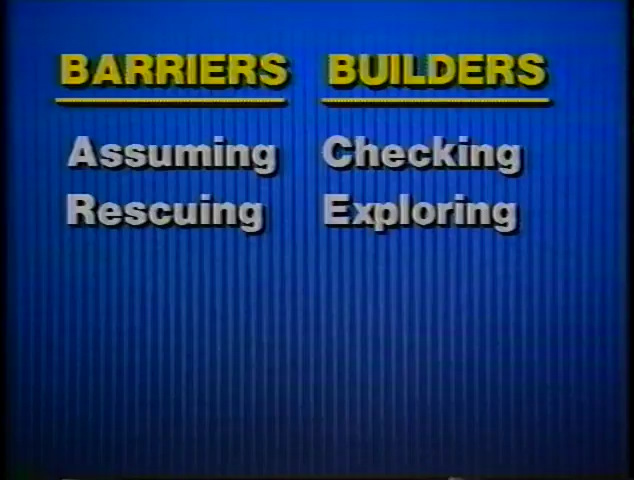 BARRIERS BUILDERS
Assuming Checking
Rescuing Exploring